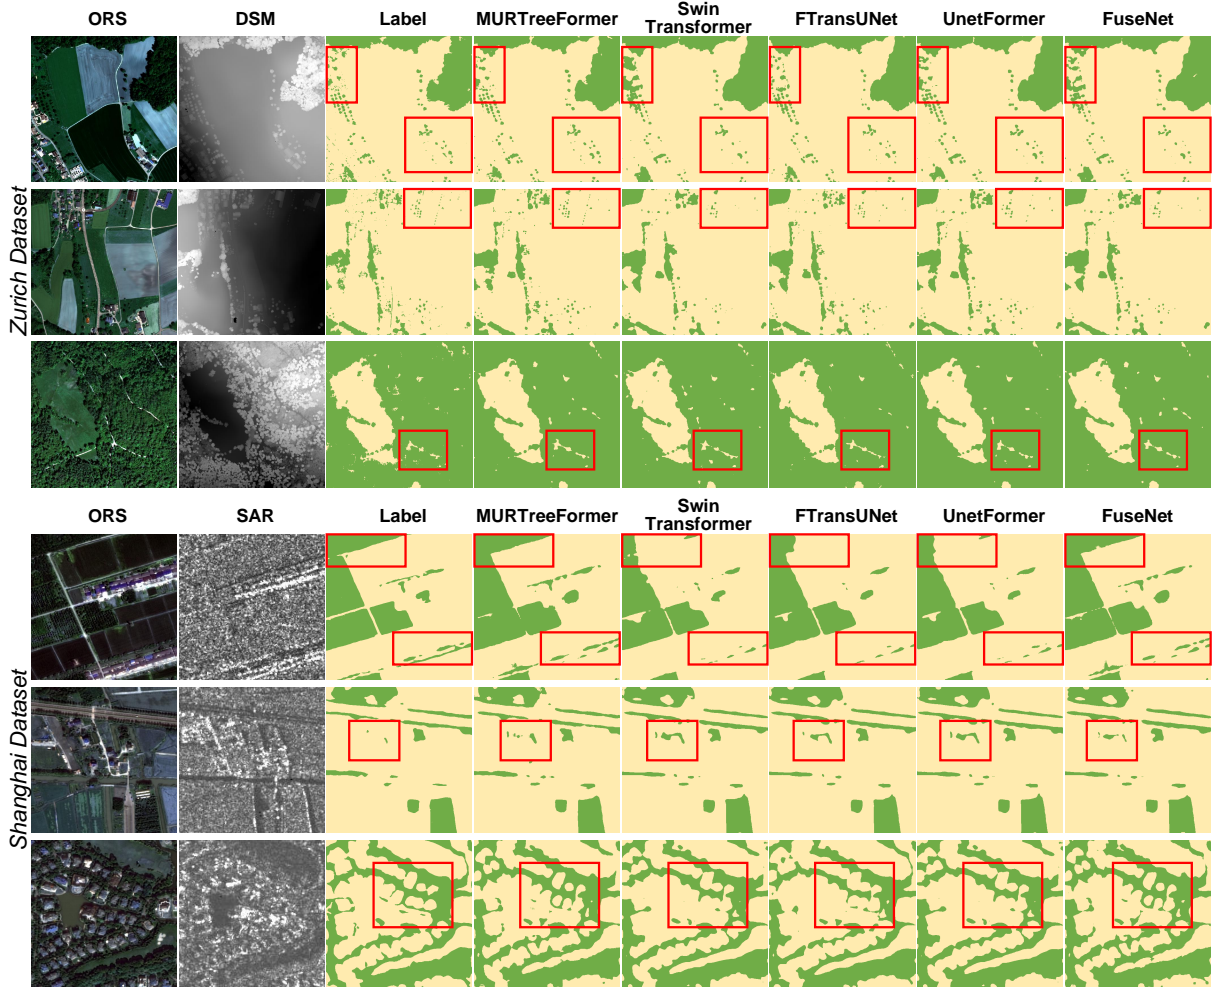 ORS DSM Label MURTreeFormer Swin Transformer FTransUNet UnetFormer FuseNet
Zurich Dataset
ORS SAR Label MURTreeFormer Swin Transformer FTransUNet UnetFormer FuseNet
Shanghai Dataset